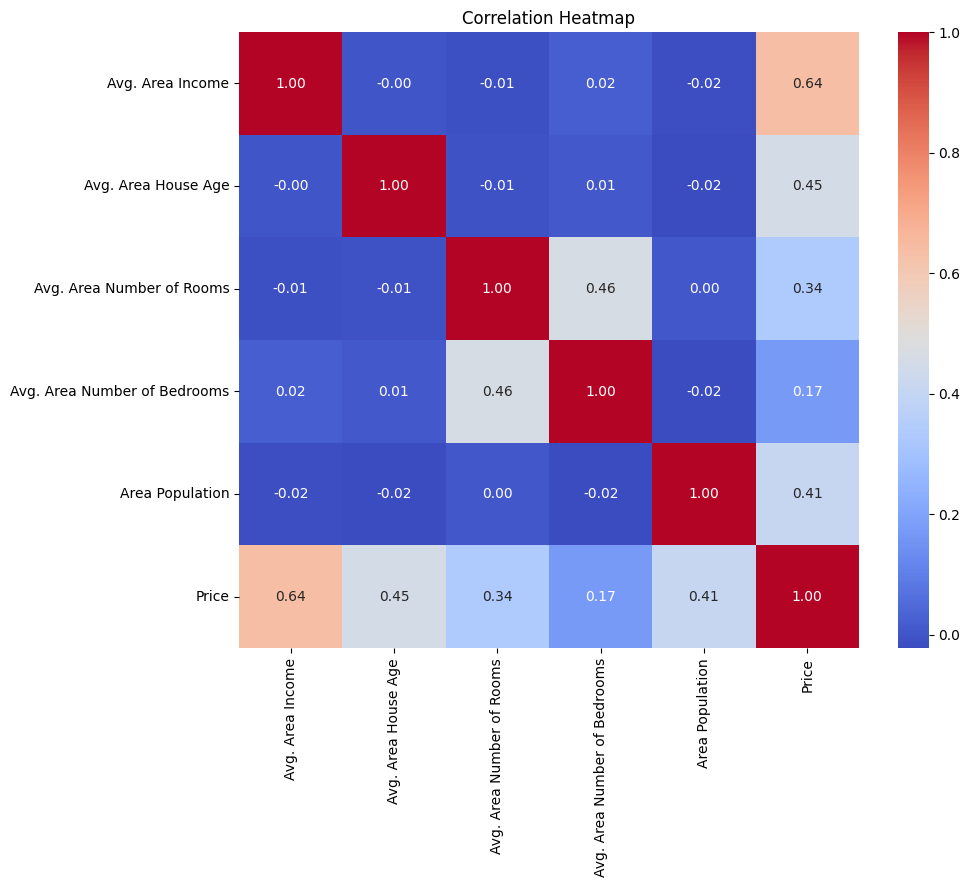 Correlation Heatmap
Avg. Area Income 1.00 -0.00 -0.01 0.02 -0.02 0.64
Avg. Area House Age -0.00 1.00 -0.01 0.01 -0.02 0.45
Avg. Area Number of Rooms -0.01 -0.01 1.00 0.46 0.00 0.34
Avg. Area Number of Bedrooms 0.02 0.01 0.46 1.00 -0.02 0.17
Area Population -0.02 -0.02 0.00 -0.02 1.00 0.41
Price 0.64 0.45 0.34 0.17 0.41 1.00
Avg. Area Income
Avg. Area House Age
Avg. Area Number of Rooms
Avg. Area Number of Bedrooms
Area Population
Price
1.0
0.8
0.6
0.4
0.2
0.0